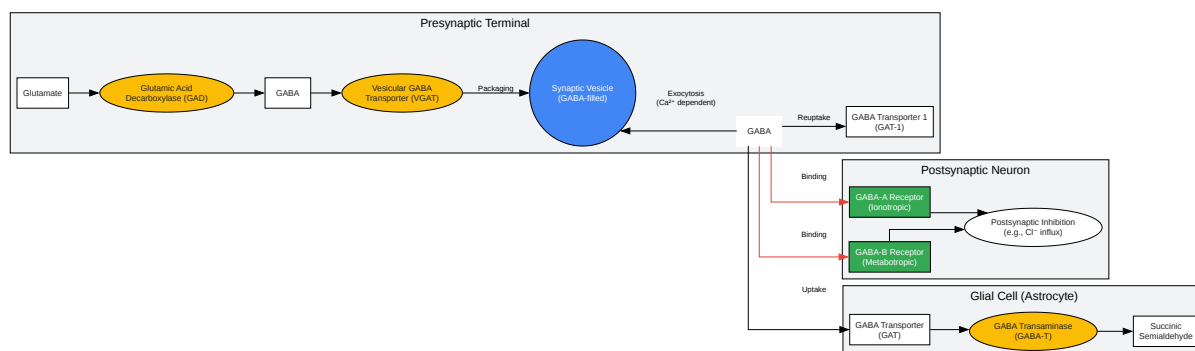 Presynaptic Terminal
Glutamate
Glutamic Acid
Decarboxylase (GAD)
GABA
Vesicular GABA
Transporter (VGAT)
Packaging
Synaptic Vesicle
(GABA-filled)
Exocytosis
(Ca²⁺ dependent)
GABA
Reuptake
GABA Transporter 1
(GAT-1)
Postsynaptic Neuron
Binding
GABA-A Receptor
(Ionotropic)
Postsynaptic Inhibition
(e.g., Cl⁻ influx)
Binding
GABA-B Receptor
(Metabotropic)
Uptake
Glial Cell (Astrocyte)
GABA Transporter
(GAT)
GABA Transaminase
(GABA-T)
Succinic
Semialdehyde